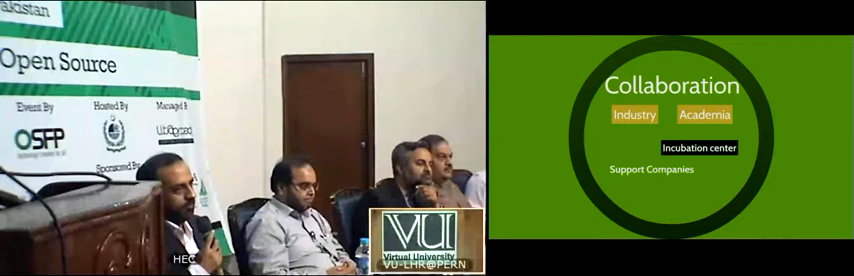 akistan
Open Source
Event By
Hosted By
Managed B
OSFP
Sponsored By
HEC
VU
Virtual University
VU-LHR@PERN
Collaboration
Industry
Academia
Incubation center
Support Companies